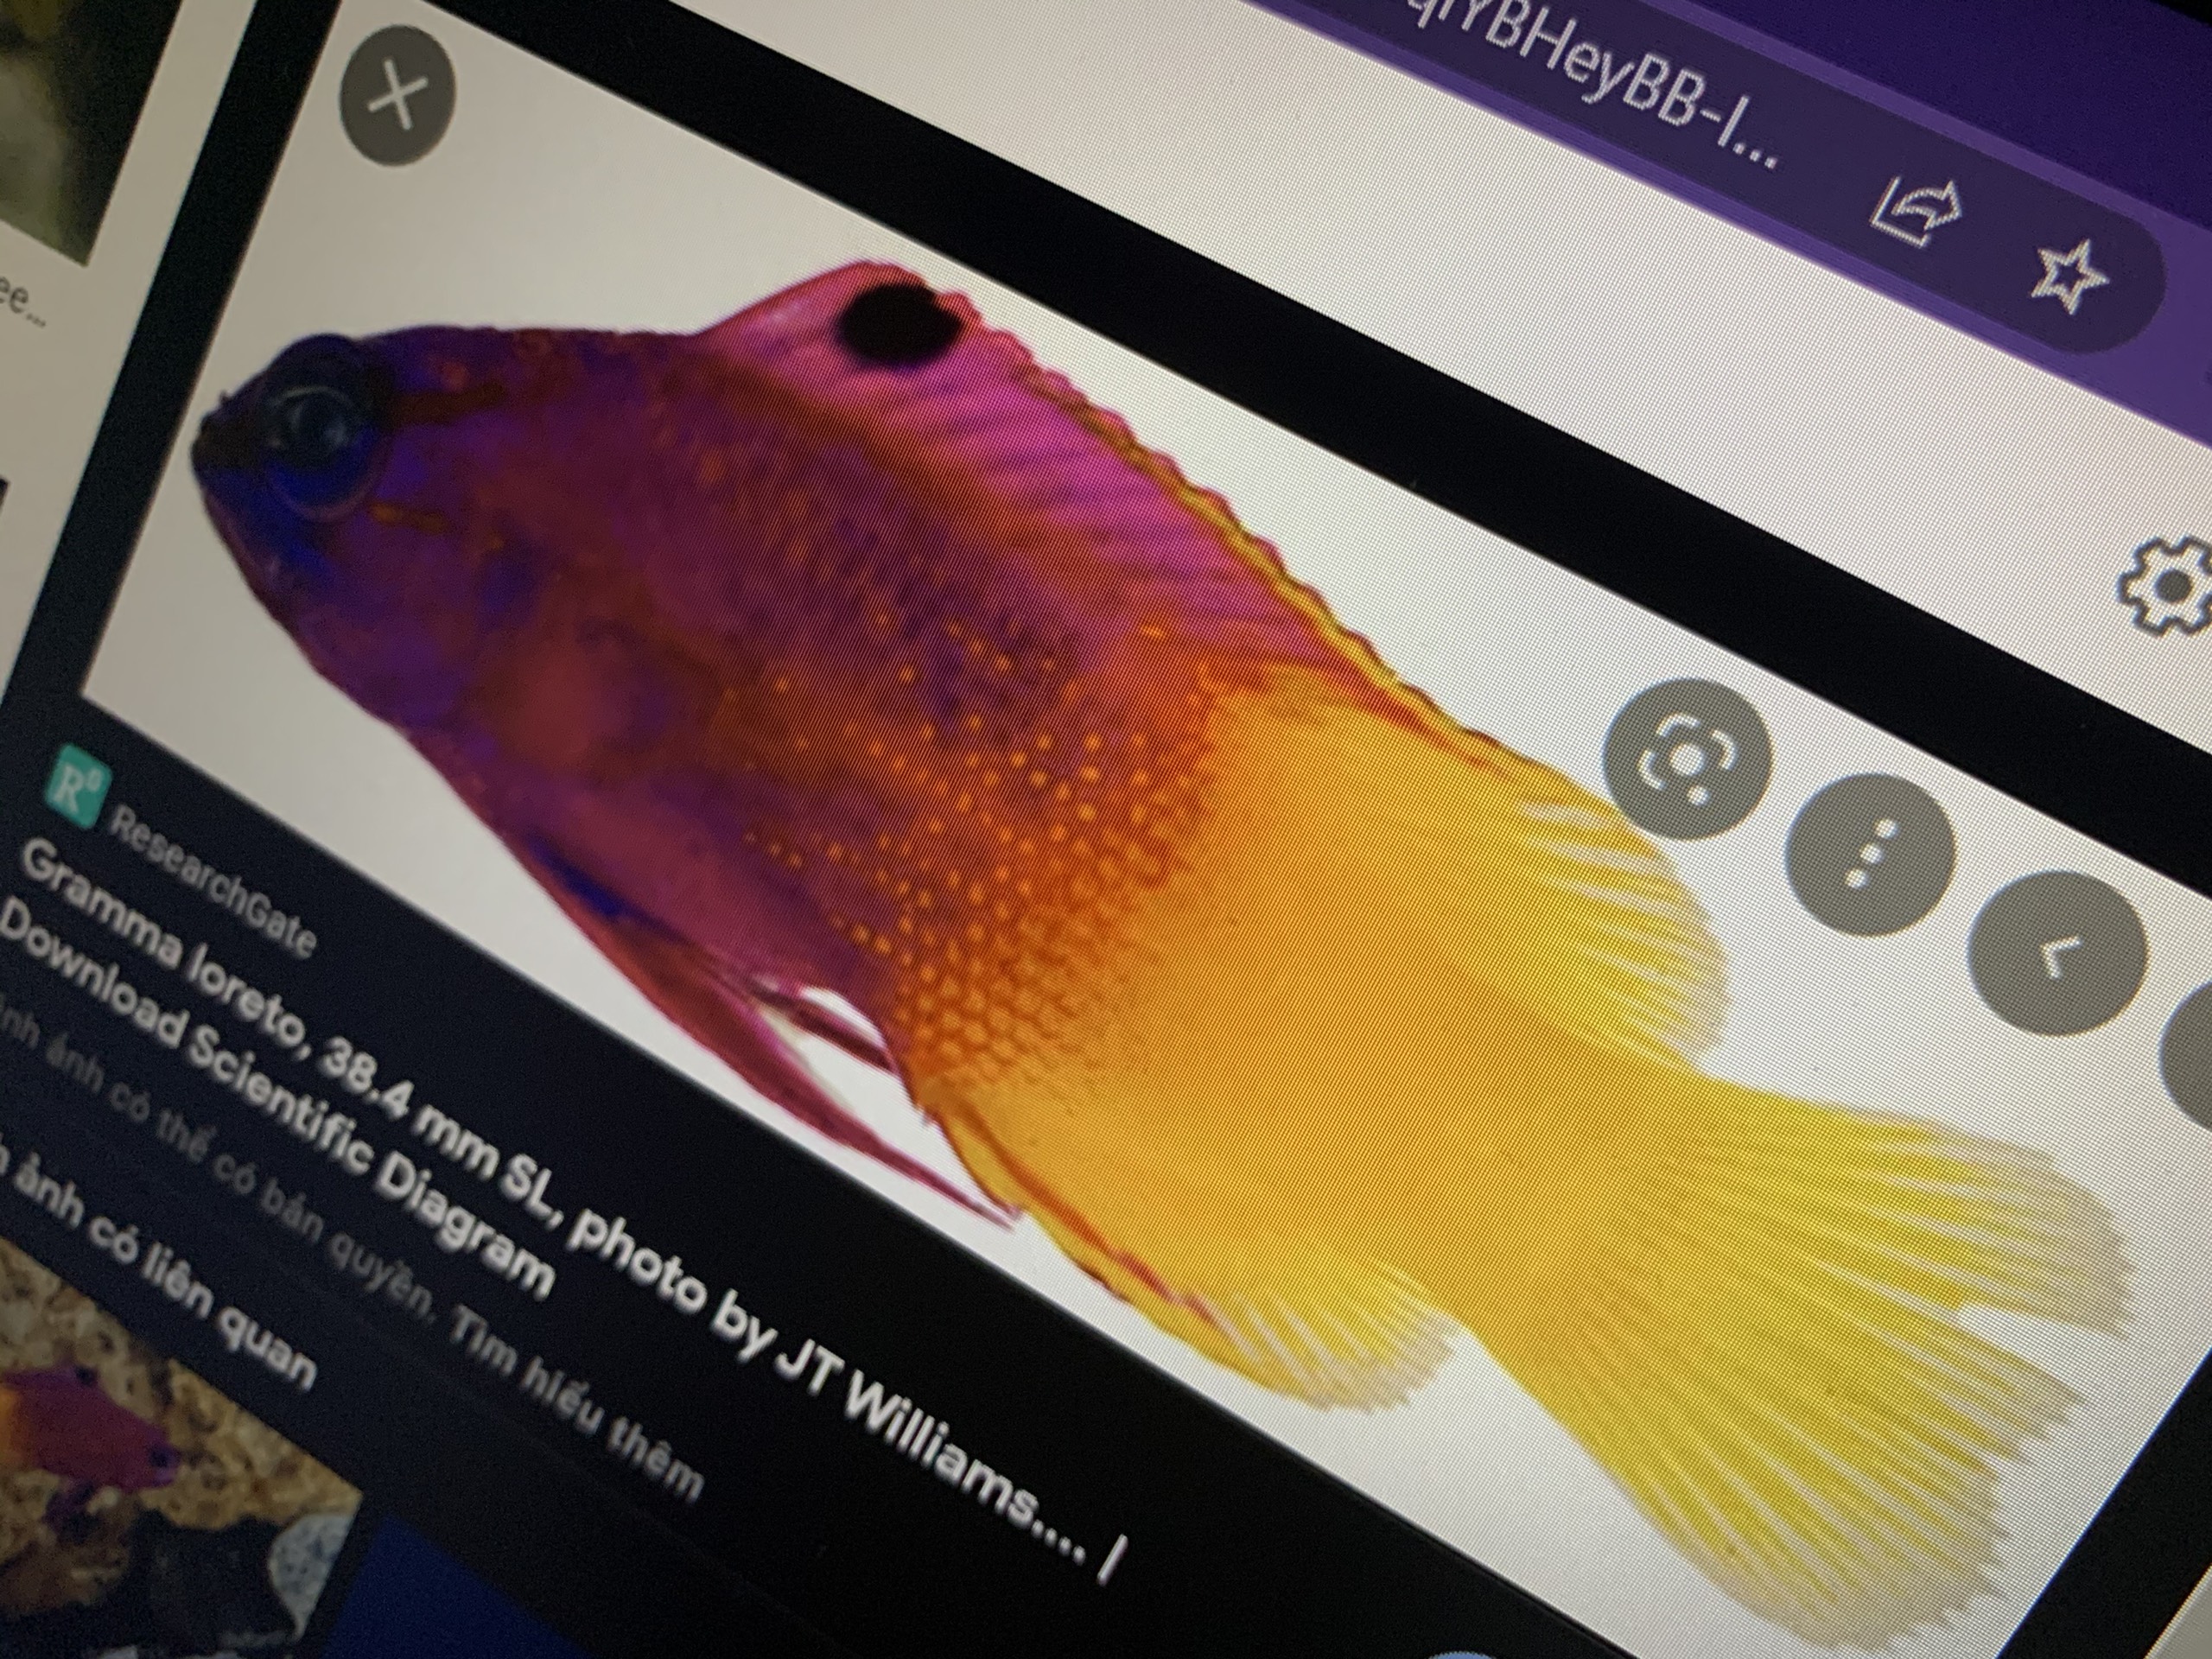 qiYBHeyBB-I...
ee...
ResearchGate
Gramma loreto, 38.4 mm SL, photo by JT Williams.... |
Download Scientific Diagram
ình ảnh có thể có bản quyền. Tìm hiểu thêm
ảnh có liên quan